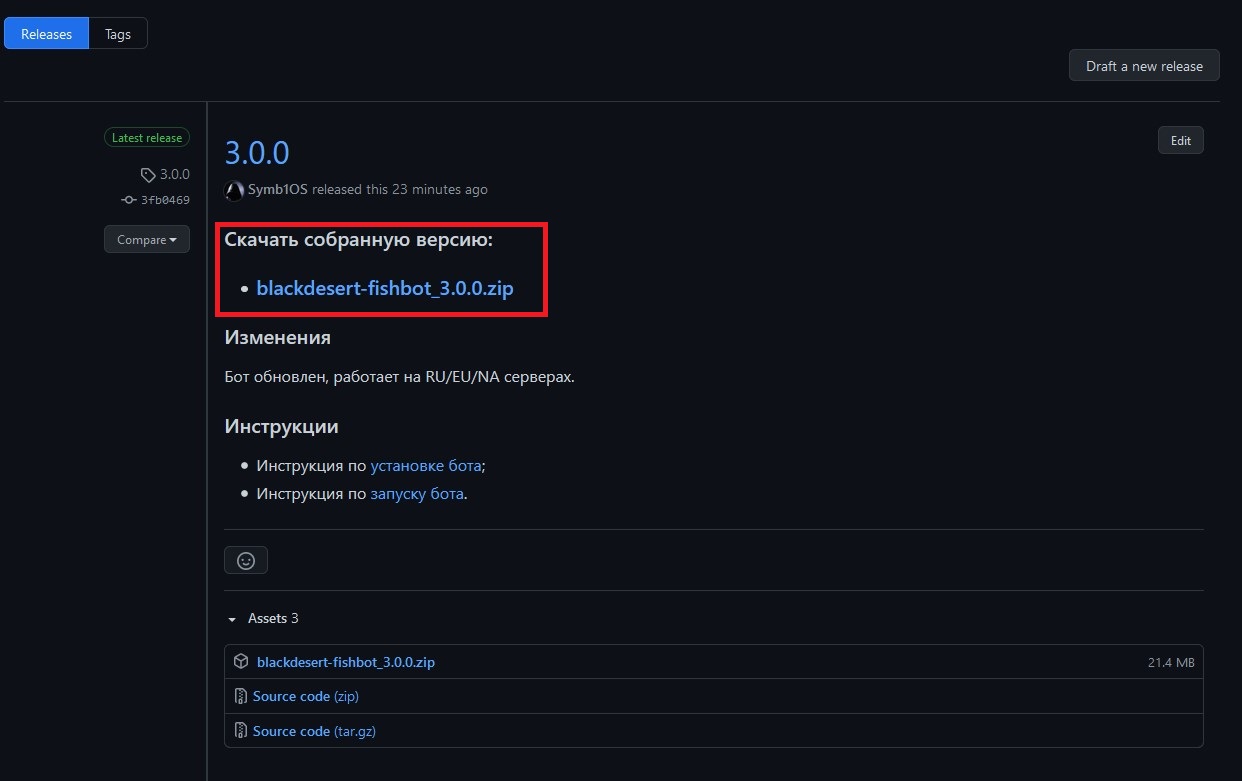 Releases Tags
Draft a new release
Latest release
3.0.0
3fb0469
Compare
3.0.0
Edit
Symb1OS released this 23 minutes ago
Скачать собранную версию:
• blackdesert-fishbot_3.0.0.zip
Изменения
Бот обновлен, работает на RU/EU/NA серверах.
Инструкции
• Инструкция по установке бота;
• Инструкция по запуску бота.
Assets 3
blackdesert-fishbot_3.0.0.zip 21.4 MB
Source code (zip)
Source code (tar.gz)